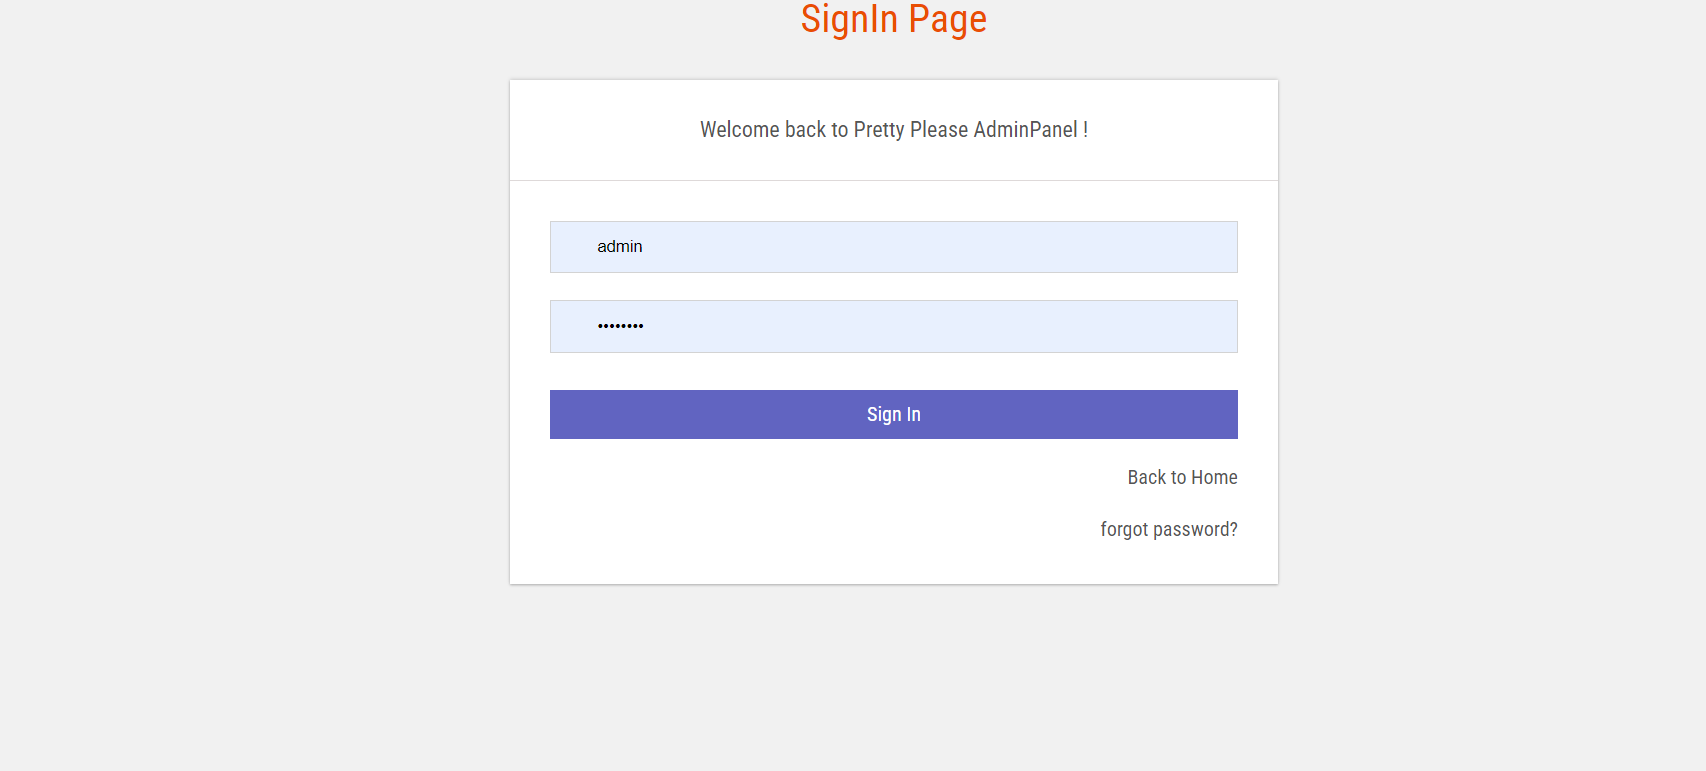 SignIn Page
Welcome back to Pretty Please AdminPanel !
admin
••••••••
Sign In
Back to Home
forgot password?